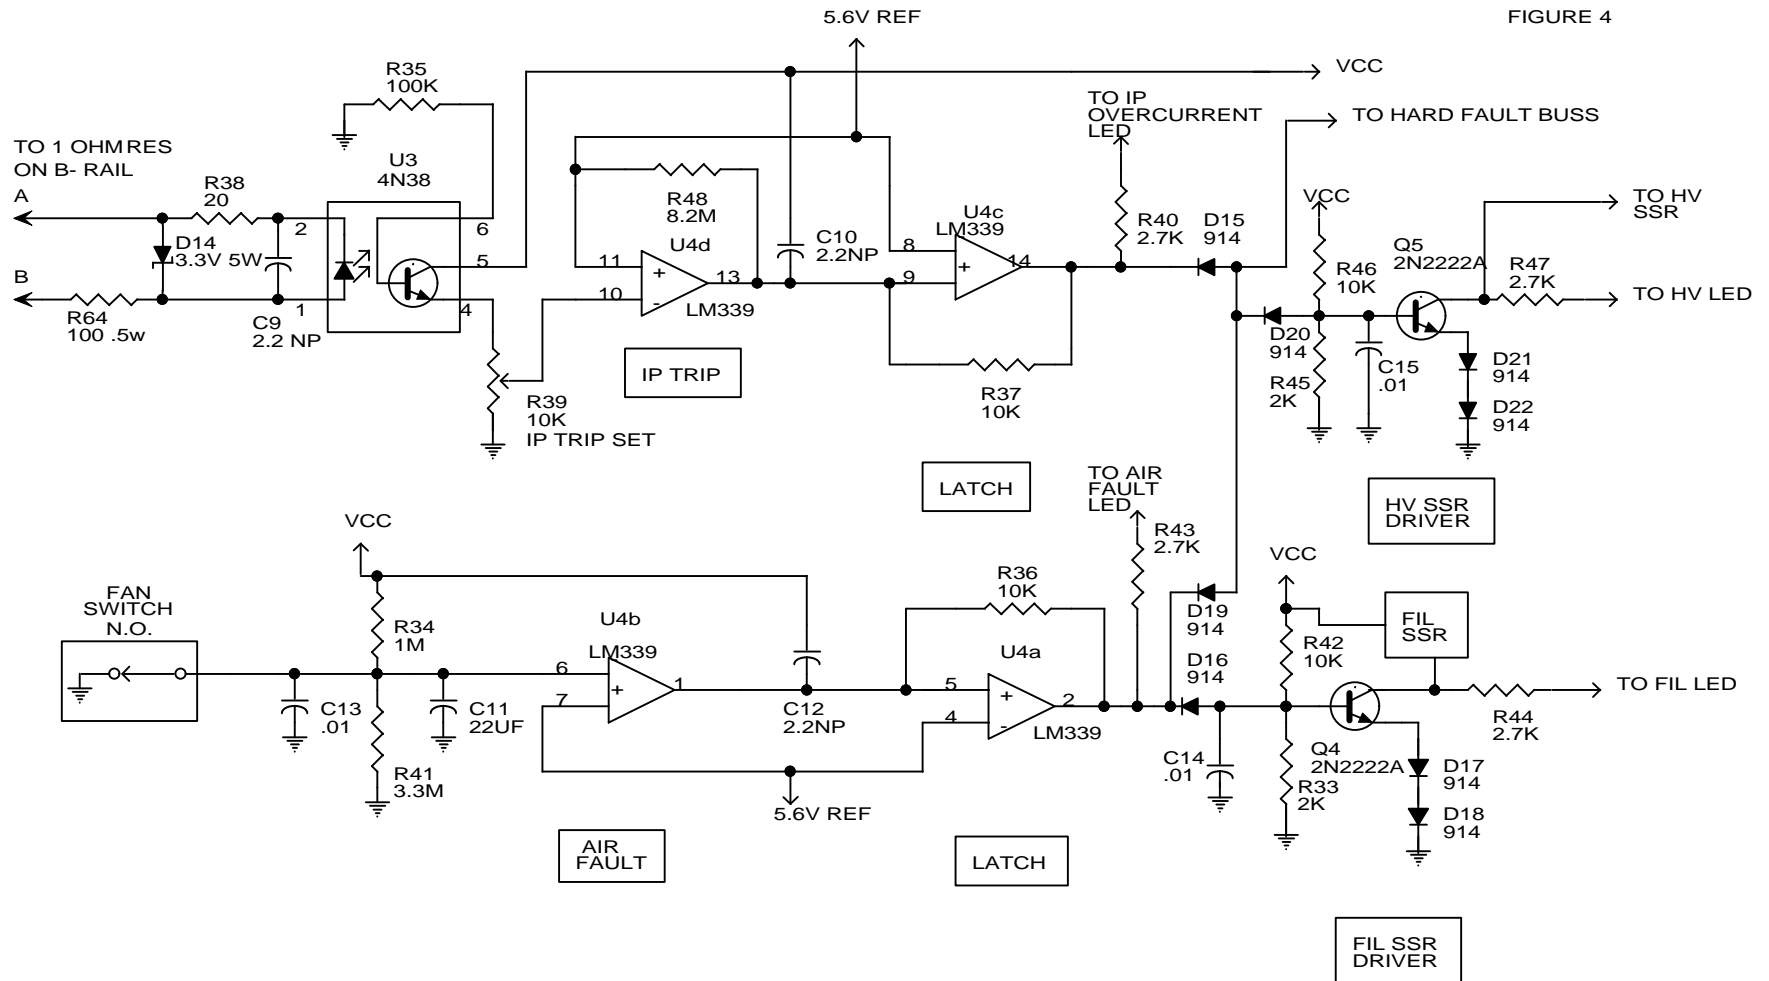 5.6V REF
FIGURE 4
VCC
R35
100K
TO IP
OVERCURRENT
LED
TO HARD FAULT BUSS
TO 1 OHMRES
ON B- RAIL
U3
4N38
A
R38
20
2
6
R48
8.2M
U4d
C10
2.2NP
U4c
LM339
R40
2.7K
D15
914
VCC
TO HV
SSR
D14
3.3V 5W
5
11
+
13
8
+
14
Q5
2N2222A
R47
2.7K
B
10
-
LM339
9
R46
10K
TO HV LED
R64
100 .5w
C9
2.2 NP
1
4
D20
914
C15
.01
D21
914
IP TRIP
R39
10K
IP TRIP SET
R37
10K
R45
2K
D22
914
LATCH
TO AIR
FAULT
LED
HV SSR
DRIVER
VCC
R43
2.7K
VCC
FAN
SWITCH
N.O.
R34
1M
U4b
LM339
R36
10K
U4a
D19
914
FIL
SSR
R42
10K
D16
914
6
+
1
5
+
2
7
4
-
LM339
TO FIL LED
C13
.01
C11
22UF
C12
2.2NP
R44
2.7K
R41
3.3M
5.6V REF
C14
.01
Q4
2N2222A
R33
2K
D17
914
D18
914
AIR
FAULT
LATCH
FIL SSR
DRIVER